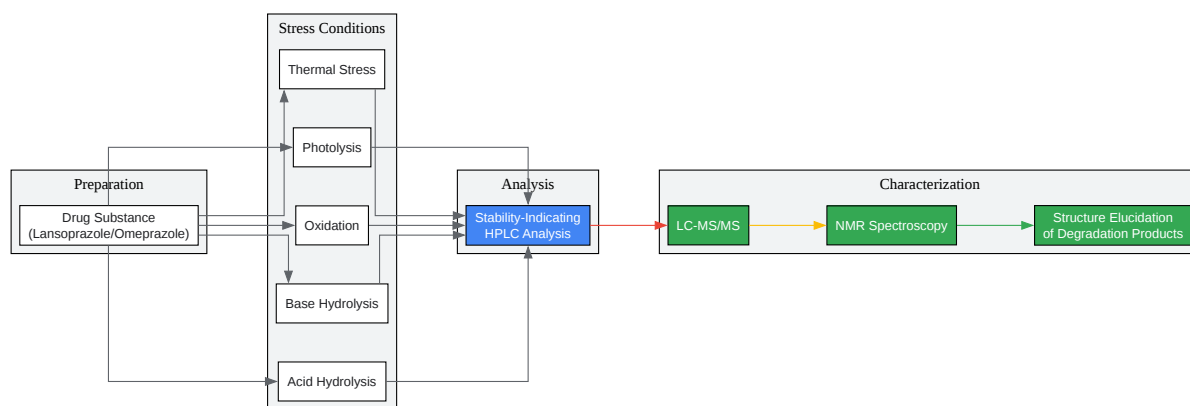 Stress Conditions
Thermal Stress
Photolysis
Preparation
Drug Substance
(Lansoprazole/Omeprazole)
Oxidation
Base Hydrolysis
Acid Hydrolysis
Analysis
Stability-Indicating
HPLC Analysis
Characterization
LC-MS/MS
NMR Spectroscopy
Structure Elucidation
of Degradation Products